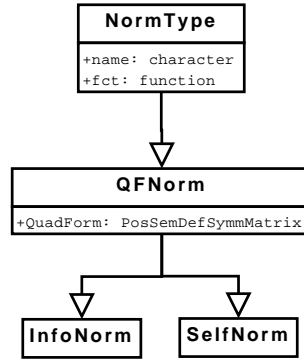 NormType
+name: character
+fct: function
QFNorm
+QuadForm: PosSemDefSymmMatrix
InfoNorm
SelfNorm